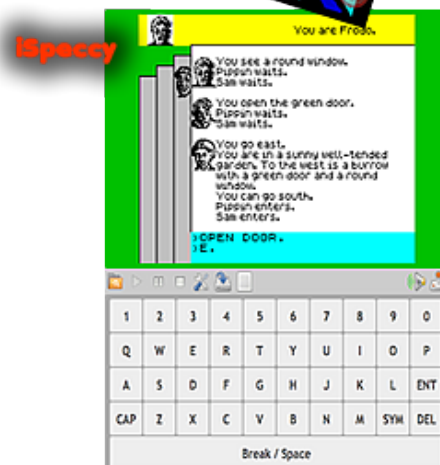 iSpeccy
You are Frodo.
You see a round window.
Pippin waits.
Sam waits.
You open the green door.
Pippin waits.
Sam waits.
You go east.
You are in a sunny well-tended
garden. To the west is a burrow
with a green door and a round
window.
You can go south.
Pippin enters.
Sam enters.
>OPEN DOOR.
>E.
1 2 3 4 5 6 7 8 9 0
Q W E R T Y U I O P
A S D F G H J K L ENT
CAP Z X C V B N M SYM DEL
Break / Space